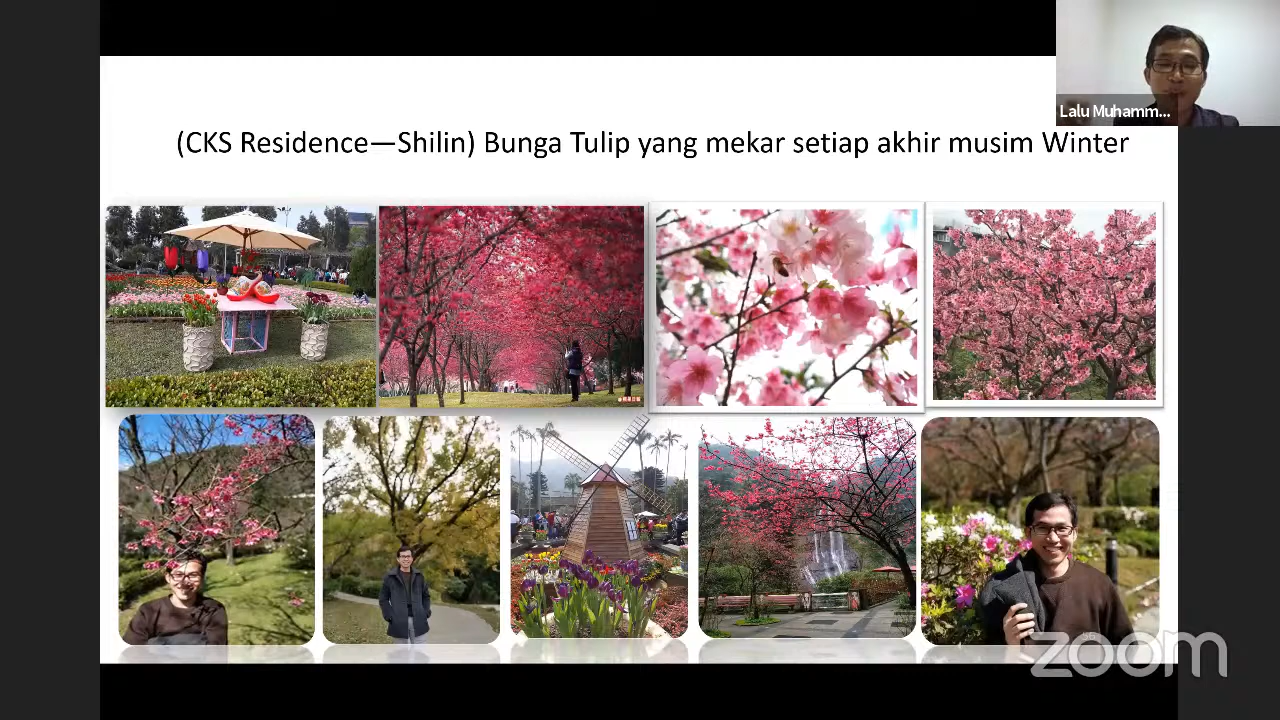 Lalu Muhamm...
(CKS Residence—Shilin) Bunga Tulip yang mekar setiap akhir musim Winter
zoom